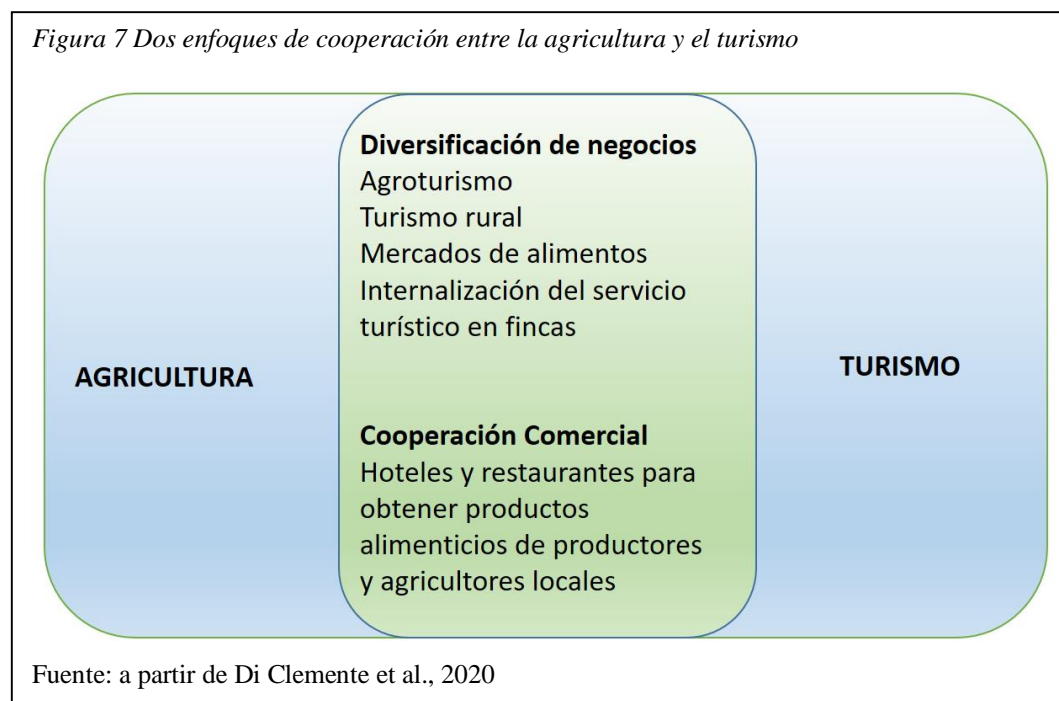 Figura 7 Dos enfoques de cooperación entre la agricultura y el turismo
AGRICULTURA
Diversificación de negocios
Agroturismo
Turismo rural
Mercados de alimentos
Internalización del servicio
turístico en fincas
Cooperación Comercial
Hoteles y restaurantes para
obtener productos
alimenticios de productores
y agricultores locales
TURISMO
Fuente: a partir de Di Clemente et al., 2020